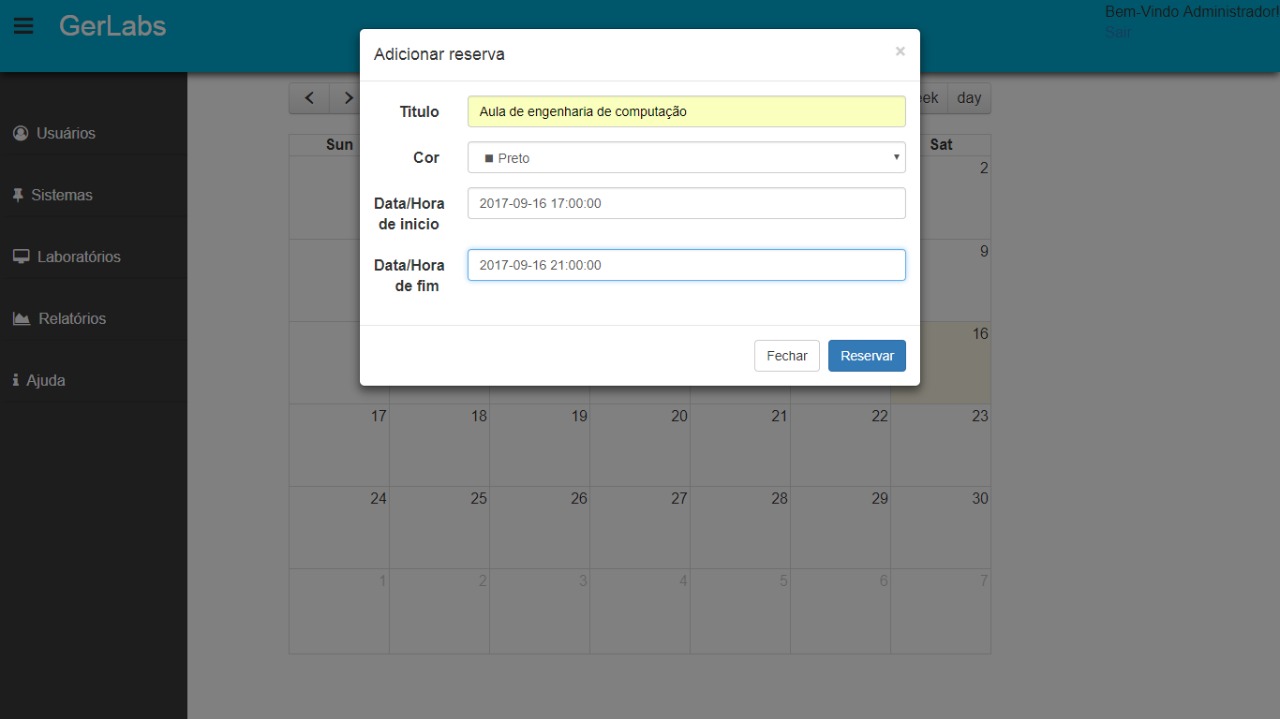 GerLabs
Bem-Vindo Administrador!
Sair
Adicionar reserva
×
Titulo
Aula de engenharia de computação
Cor
■ Preto
Data/Hora
de inicio
2017-09-16 17:00:00
Data/Hora
de fim
2017-09-16 21:00:00
Fechar
Reservar
Usuários
Sistemas
Laboratórios
Relatórios
Ajuda
day
Sun
Sat
2
9
16
17 18 19 20 21 22 23
24 25 26 27 28 29 30
1 2 3 4 5 6 7